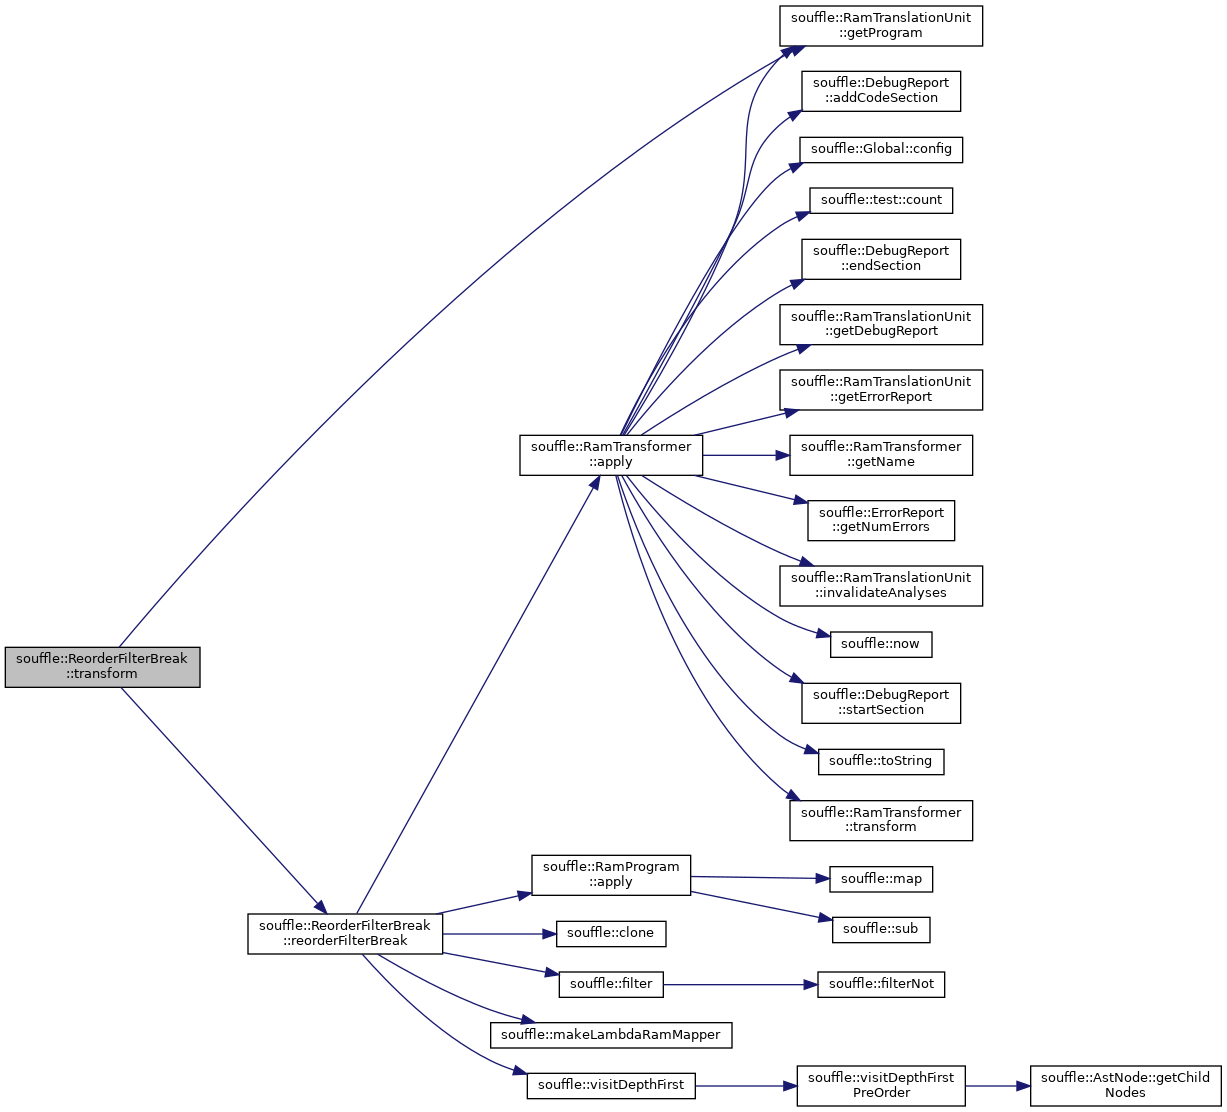 souffle::RamTranslationUnit
::getProgram
souffle::DebugReport
::addCodeSection
souffle::Global::config
souffle::test::count
souffle::DebugReport
::endSection
souffle::RamTranslationUnit
::getDebugReport
souffle::RamTranslationUnit
::getErrorReport
souffle::RamTransformer
::apply
souffle::RamTransformer
::getName
souffle::ErrorReport
::getNumErrors
souffle::RamTranslationUnit
::invalidateAnalyses
souffle::now
souffle::ReorderFilterBreak
::transform
souffle::DebugReport
::startSection
souffle::toString
souffle::RamTransformer
::transform
souffle::RamProgram
::apply
souffle::map
souffle::ReorderFilterBreak
::reorderFilterBreak
souffle::clone
souffle::sub
souffle::filter
souffle::filterNot
souffle::makeLambdaRamMapper
souffle::visitDepthFirst
souffle::visitDepthFirst
PreOrder
souffle::AstNode::getChild
Nodes